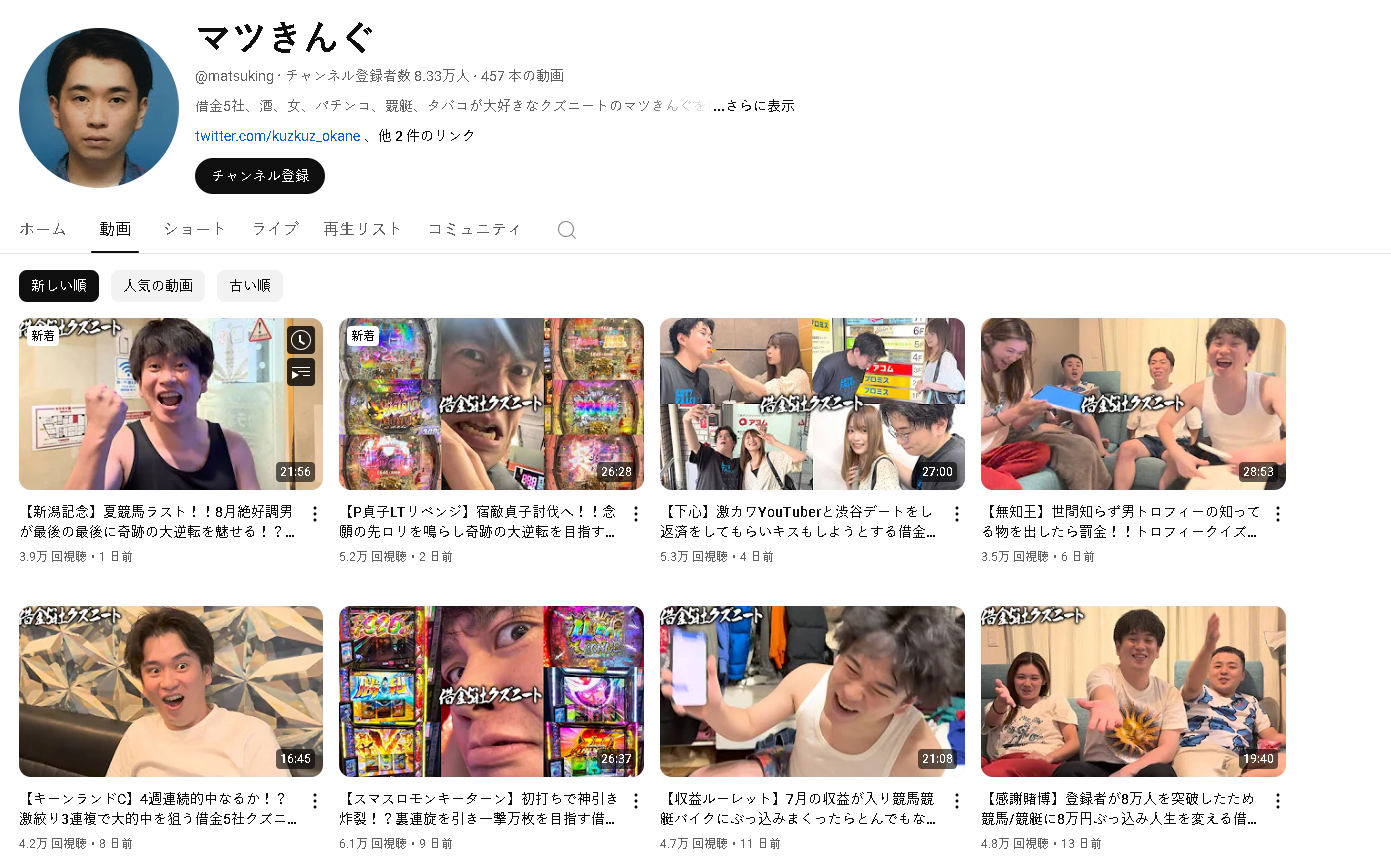 マツきんぐ
@matsuking · チャンネル登録者数 8.33万人 · 457 本の動画
借金5社、酒、女、パチンコ、競艇、タバコが大好きなクズニートのマツきんぐを ...さらに表示
twitter.com/kuzkuz_okane 、他 2 件のリンク
チャンネル登録
ホーム 動画 ショート ライブ 再生リスト コミュニティ
新しい順 人気の動画 古い順
借金5社クズニート
新着
21:56
新着
借金5社クズニート
26:28
プロミス
6F
5F
4F
アコム
プロミス
プロミス
借金5社クズニート
アコム
27:00
借金5社クズニート
28:53
【新潟記念】夏競馬ラスト！！8月絶好調男
が最後の最後に奇跡の大逆転を魅せる！？...
3.9万 回視聴・1 日前
【P貞子LTリベンジ】宿敵貞子討伐へ！！念
願の先ロリを鳴らし奇跡の大逆転を目指す...
5.2万 回視聴・2 日前
【下心】激カワYouTuberと渋谷デートをし
返済をしてもらいキスもしようとする借金...
5.3万 回視聴・4 日前
【無知王】世間知らず男トロフィーの知って
る物を出したら罰金！！トロフィークイズ...
3.5万 回視聴・6 日前
借金5社クズニート
16:45
借金5社クズニート
26:37
借金5社クズニート
21:08
借金5社クズニート
19:40
【キーンランドC】4週連続的中なるか！？
激絞り3連複で大的中を狙う借金5社クズニ...
4.2万 回視聴・8 日前
【スマスロモンキーターン】初打ちで神引き
炸裂！？裏連旋を引き一撃万枚を目指す借...
6.1万 回視聴・9 日前
【収益ルーレット】7月の収益が入り競馬競
艇バイクにぶっ込みまくったらとんでもな...
4.7万 回視聴・11 日前
【感謝賭博】登録者が8万人を突破したため
競馬/競艇に8万円ぶっ込み人生を変える借...
4.8万 回視聴・13 日前